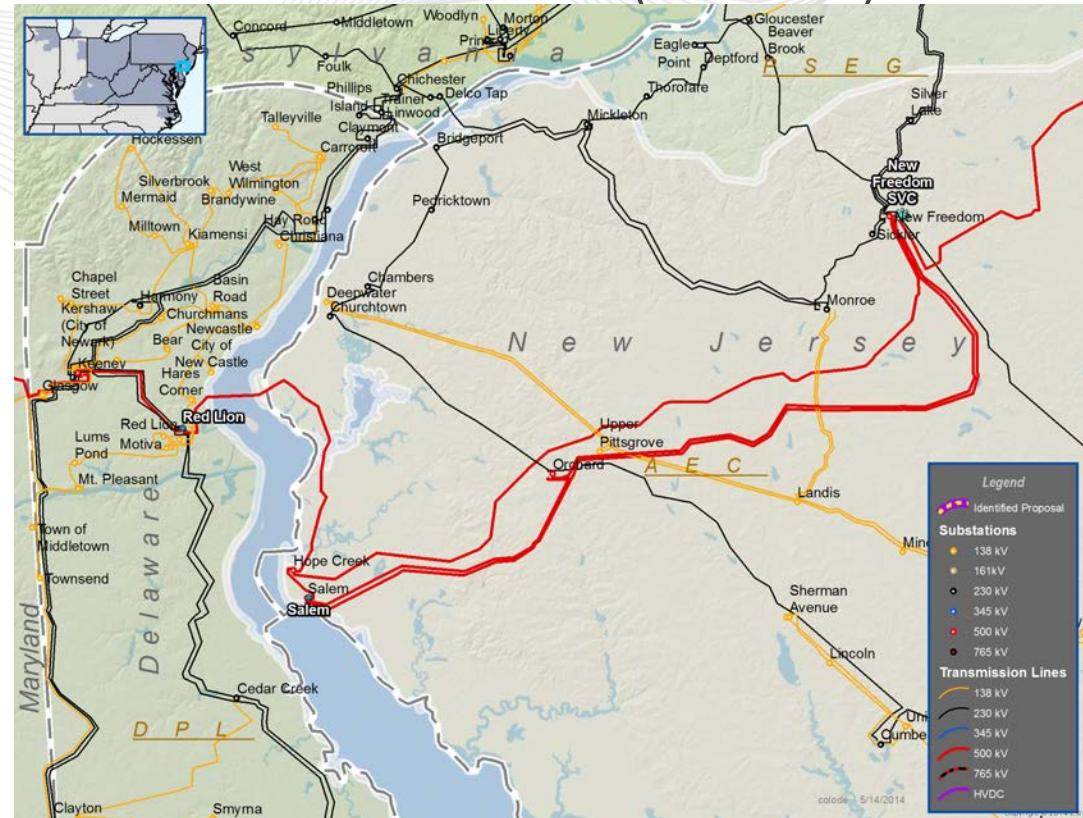 Concord
Middletown
Woodlyn
Morton
Liberty
Foulk
Phillips
Chichester
Island
Trainer
Linwood
Delco Tap
Claymont
Talleyville
Carrcroft
Bridgeport
Hockessen
West
Wilmington
Silverbrook
Brandywine
Mermaid
Milltown
Kiamensi
Hay Road
Christiana
Pedricktown
Mickleton
Thorofare
Eagle
Point
Deptford
Gloucester
Beaver
Brook
P S E G
Silver
Lake
New
Freedom
SVC
New Freedom
Sickler
Monroe
Chambers
Deepwater
Churchtown
N e w J e r s e y
Chapel
Street
Kershaw
(City of
Newark)
Harmony
Basin
Road
Churchmans
Newcastle
Bear
City of
New Castle
Hares
Corner
Keeney
Glasgow
Red Lion
Red Lion
Motiva
Lums
Pond
Mt. Pleasant
Town of
Middletown
Townsend
Maryland
Delaware
D P L
Cedar Creek
Clayton
Smyrna
Hope Creek
Salem
Salem
Upper
Pittsgrove
Orchard
A E C
Landis
Sherman
Avenue
Lincoln
Legend
Identified Proposal
Substations
138 kV
161kV
230 kV
345 kV
500 kV
765 kV
Transmission Lines
138 kV
230 kV
345 kV
500 kV
765 kV
HVDC
colode 5/14/2014